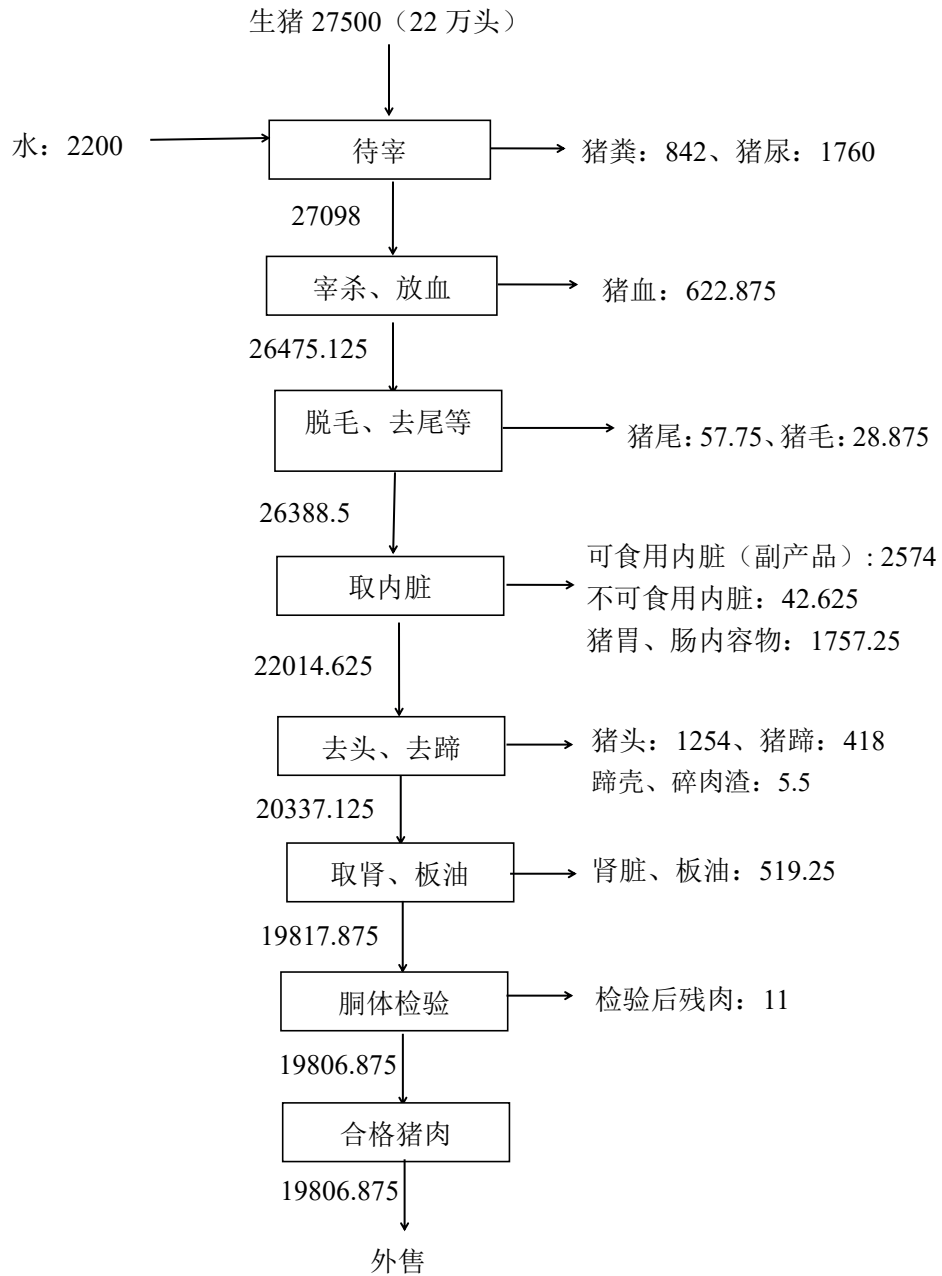 生猪 27500（22 万头）
水：2200
待宰
猪粪：842、猪尿：1760
27098
宰杀、放血
猪血：622.875
26475.125
脱毛、去尾等
猪尾：57.75、猪毛：28.875
26388.5
取内脏
可食用内脏（副产品）: 2574
不可食用内脏：42.625
猪胃、肠内容物：1757.25
22014.625
去头、去蹄
猪头：1254、猪蹄：418
蹄壳、碎肉渣：5.5
20337.125
取肾、板油
肾脏、板油：519.25
19817.875
胴体检验
检验后残肉：11
19806.875
合格猪肉
19806.875
外售